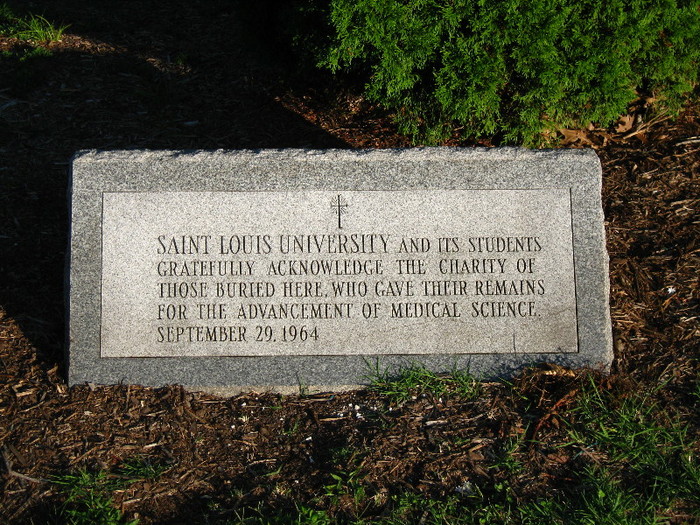 SAINT LOUIS UNIVERSITY AND ITS STUDENTS
GRATEFULLY ACKNOWLEDGE THE CHARITY OF
THOSE BURIED HERE, WHO GAVE THEIR REMAINS
FOR THE ADVANCEMENT OF MEDICAL SCIENCE.
SEPTEMBER 29, 1964